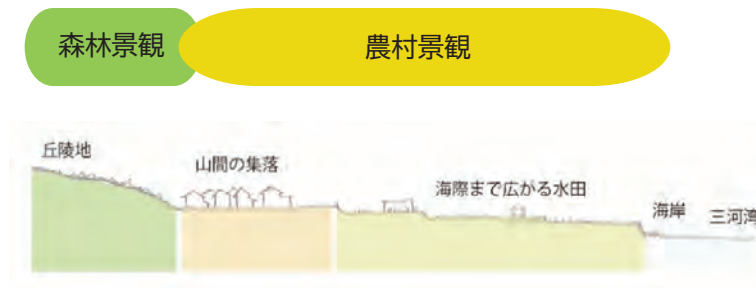 森林景観
農村景観
丘陵地
山間の集落
海際まで広がる水田
海岸
三河湾